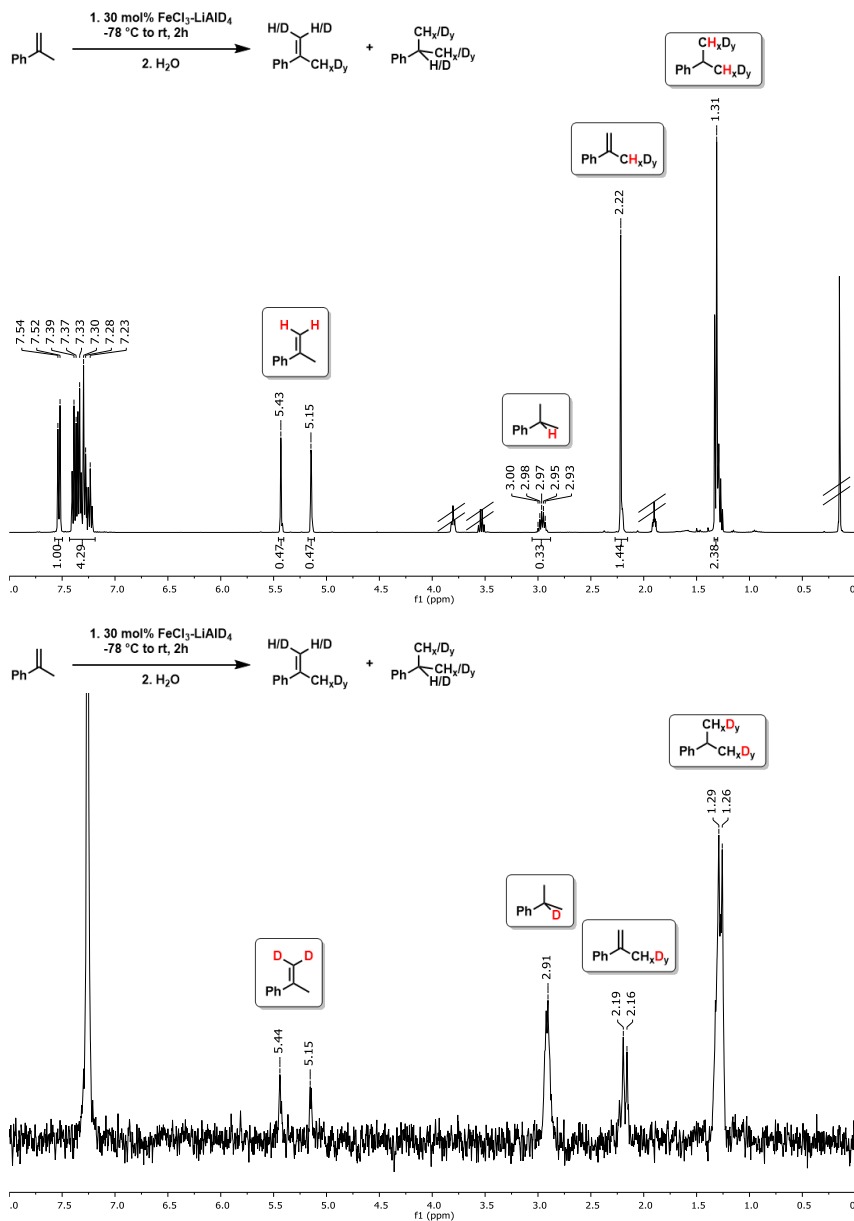 1. 30 mol% FeCl3-LiAlD4
-78 °C to rt, 2h
2. H2O
Ph
H/D H/D
Ph CHxDy
+
CHx/Dy
Ph CHx/Dy
H/D
CHxDy
Ph CHxDy
1.31
Ph CHxDy
2.22
7.54
7.52
7.39
7.37
7.33
7.30
7.28
7.23
H H
Ph
5.43
5.15
Ph H
3.00
2.98
2.97
2.95
2.93
1.00
4.29
0.47
0.47
0.33
1.44
2.38
.0 7.5 7.0 6.5 6.0 5.5 5.0 4.5 4.0 3.5 3.0 2.5 2.0 1.5 1.0 0.5 0
f1 (ppm)
1. 30 mol% FeCl3-LiAlD4
-78 °C to rt, 2h
2. H2O
Ph
H/D H/D
Ph CHxDy
+
CHx/Dy
Ph CHx/Dy
H/D
CHxDy
Ph CHxDy
1.29
1.26
Ph D
2.91
Ph CHxDy
2.19
2.16
D D
Ph
5.44
5.15
.0 7.5 7.0 6.5 6.0 5.5 5.0 4.5 4.0 3.5 3.0 2.5 2.0 1.5 1.0 0.5 0
f1 (ppm)